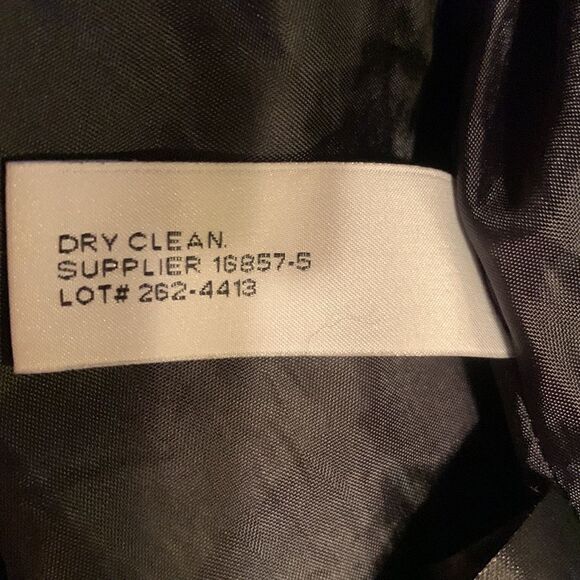 DRY CLEAN.
SUPPLIER 16857-5
LOT# 262-4413